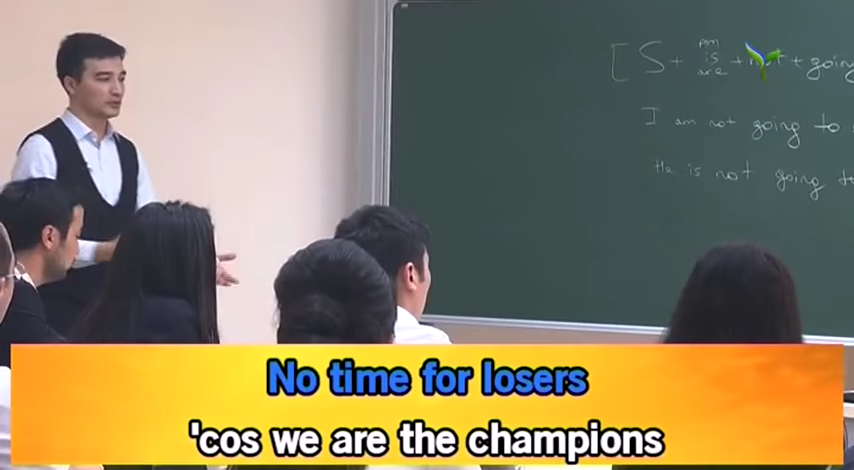 [ S + am is are + not + going
I am not going to
He is not going to
No time for losers
'cos we are the champions